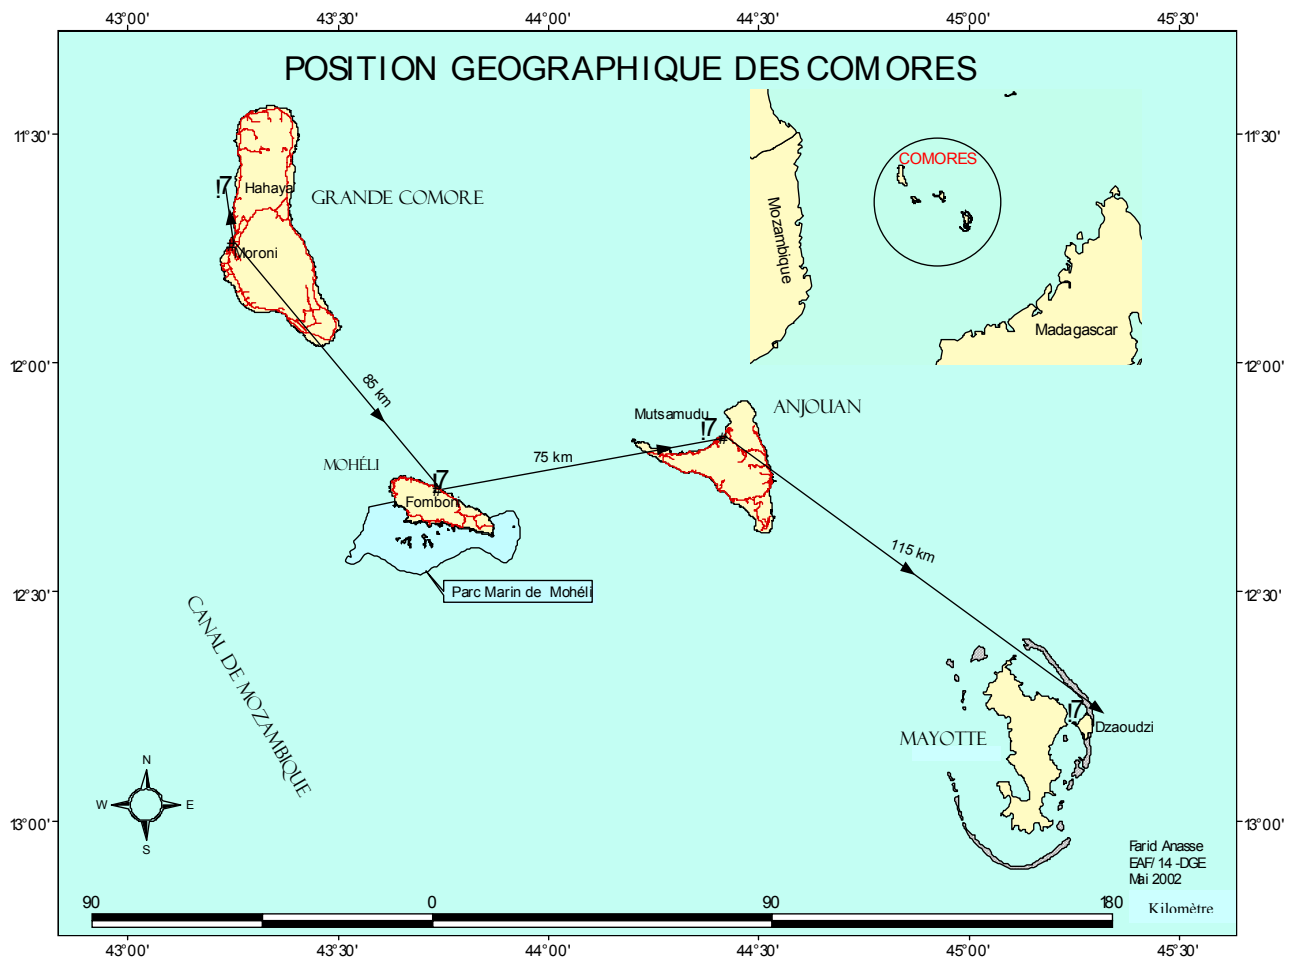 43°00' 43°30' 44°00' 44°30' 45°00' 45°30'
POSITION GEOGRAPHIQUE DES COMORES
11°30' 11°30'
COMORES
Hahaya
!7
GRANDE COMORE
Mozambique
Moroni
Madagascar
12°00' 12°00'
85 km
ANJOUAN
Mutsamudu
!7
75 km
MOHÉLI
!7
Fomboni
115 km
12°30' 12°30'
Parc Marin de Mohéli
CANAL DE MOZAMBIQUE
!7
Dzaoudzi
MAYOTTE
N
W E
S
13°00' 13°00'
Farid Anasse
EAF/ 14 -DGE
Mai 2002
90 0 90 180
Kilomètre
43°00' 43°30' 44°00' 44°30' 45°00' 45°30'